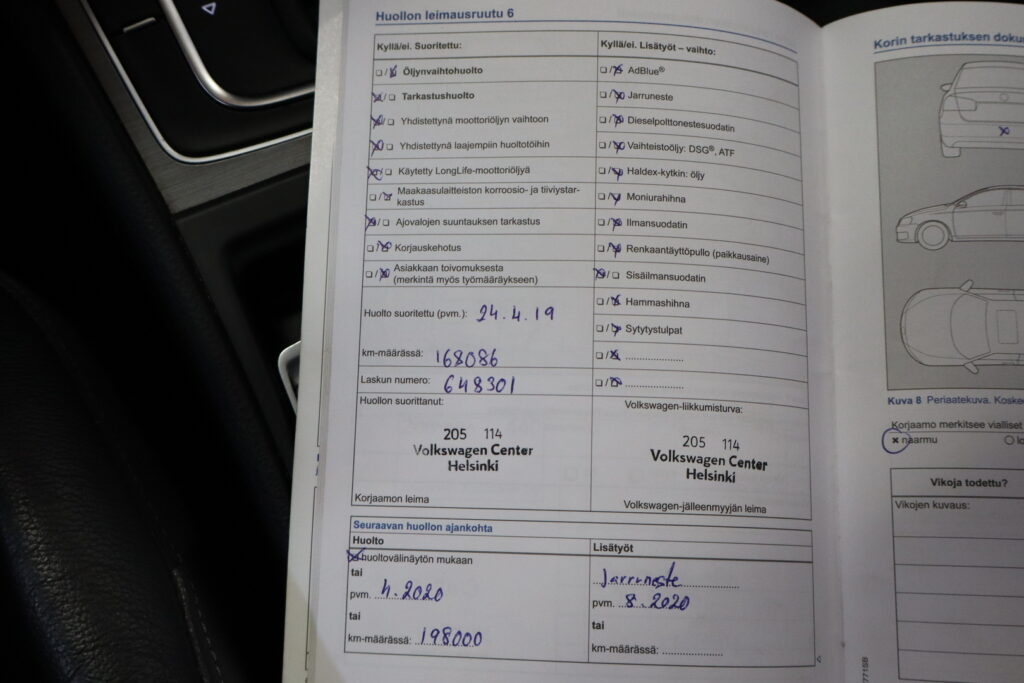 Huollon leimausruutu 6
Kyllä/ei. Suoritettu:
Öljynvaihtohuolto
Tarkastushuolto
Yhdistettynä moottoriöljyn vaihtoon
Yhdistettynä laajempiin huoltotöihin
Käytetty LongLife-moottoriöljyä
Maakaasulaitteiston korroosio- ja tiiviystar-
kastus
Ajovalojen suuntauksen tarkastus
Korjauskehotus
Asiakkaan toivomuksesta
(merkintä myös työmääräykseen)
Huolto suoritettu (pvm.): 24.4.19
km-määrässä: 168086
Laskun numero: 648301
Huollon suorittanut:
205 114
Volkswagen Center
Helsinki
Korjaamon leima
Kyllä/ei. Lisätyöt – vaihto:
AdBlue®
Jarruneste
Dieselpolttonestesuodatin
Vaihteistoöljy: DSG®, ATF
Haldex-kytkin: öljy
Moniurahihna
Ilmansuodatin
Renkaantäyttöpullo (paikkausaine)
Sisäilmansuodatin
Hammashihna
Sytytystulpat
Volkswagen-liikkumisturva:
205 114
Volkswagen Center
Helsinki
Volkswagen-jälleenmyyjän leima
Seuraavan huollon ajankohta
Huolto
huoltovälinäytön mukaan
tai
pvm. 4.2020
tai
km-määrässä: 198000
Lisätyöt
Jarruneste
pvm. 8.2020
tai
km-määrässä:
Korin tarkastuksen
Kuva 8 Periaatekuva.
Korjaamo merkitsee vialliset
x naarmu
Vikoja todettu?
Vikojen kuvaus: